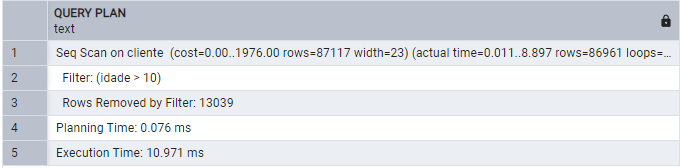 QUERY PLAN
text
1 Seq Scan on cliente (cost=0.00..1976.00 rows=87117 width=23) (actual time=0.011..8.897 rows=86961 loops=...
2 Filter: (idade > 10)
3 Rows Removed by Filter: 13039
4 Planning Time: 0.076 ms
5 Execution Time: 10.971 ms